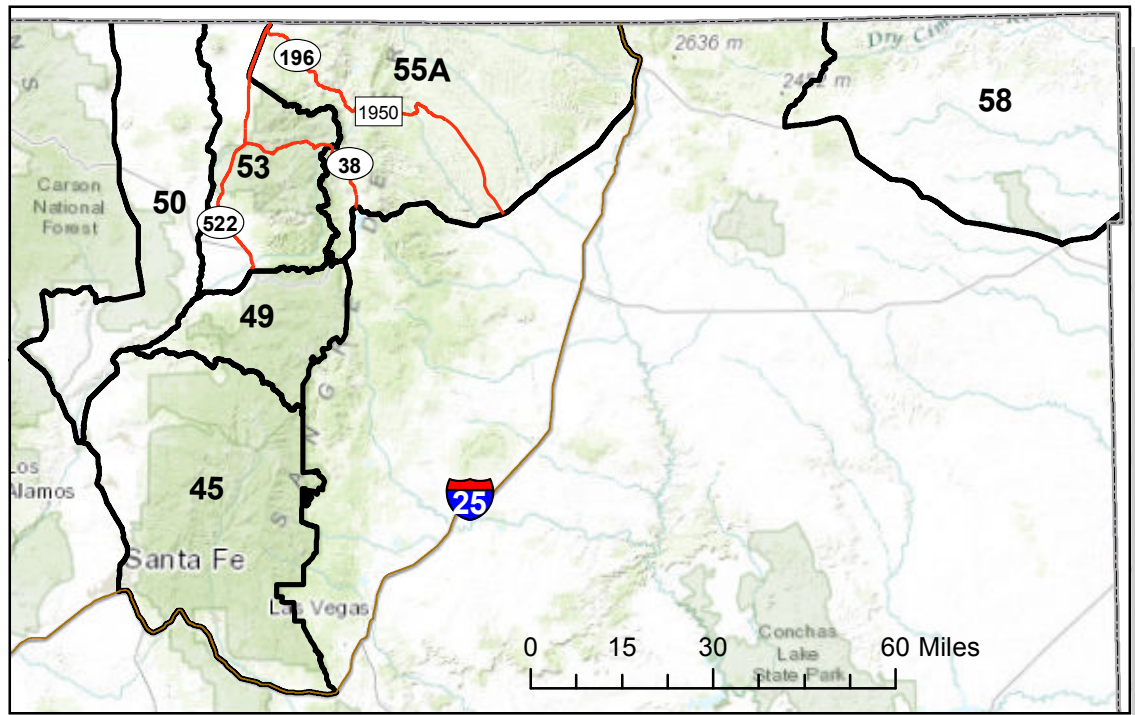 2636 m
Dry Cim
196
55A
2452 m
58
1950
53
38
Carson
National
Forest
50
522
D
E
R
49
G
N
A
S
Los
Alamos
45
25
Santa Fe
Las Vegas
Conchas
Lake
State Park
0 15 30 60 Miles